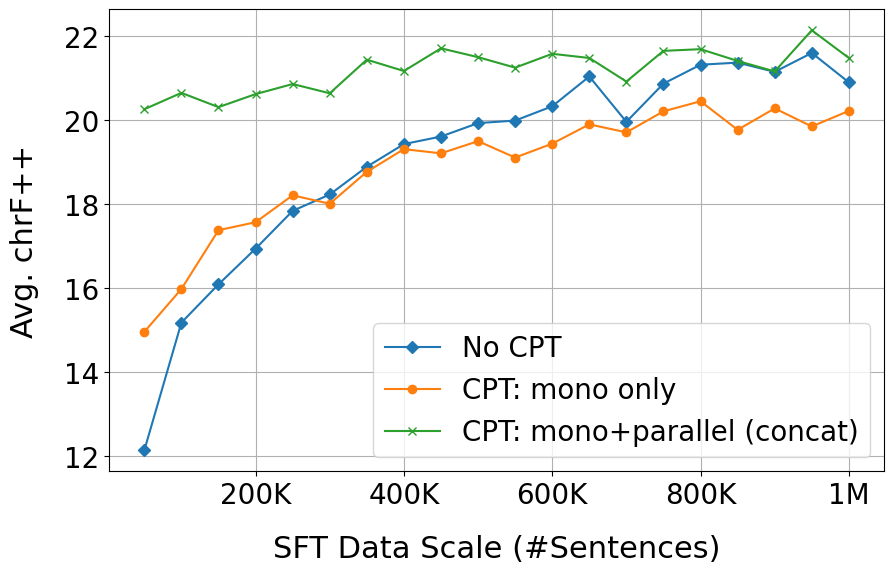 22
20
18
16
14
12
Avg. chrF++
No CPT
CPT: mono only
CPT: mono+parallel (concat)
200K 400K 600K 800K 1M
SFT Data Scale (#Sentences)